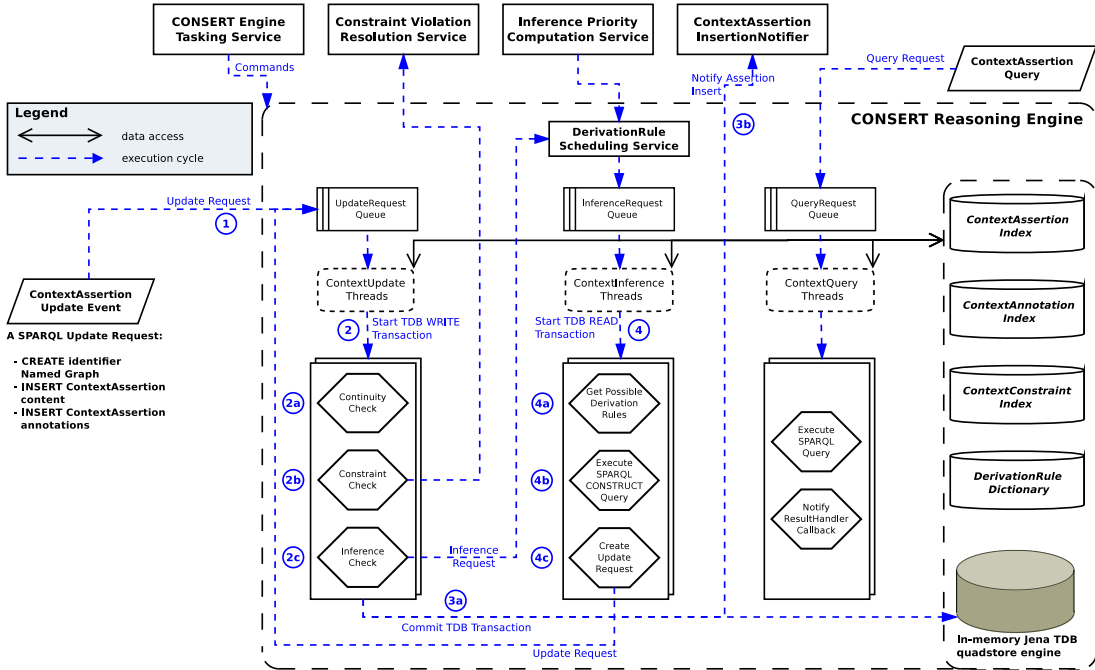 CONSERT Engine
Tasking Service
Constraint Violation
Resolution Service
Inference Priority
Computation Service
ContextAssertion
InsertionNotifier
Commands
Notify Assertion
Insert
Query Request
ContextAssertion
Query
Legend
data access
execution cycle
3b
CONSERT Reasoning Engine
DerivationRule
Scheduling Service
Update Request
1
UpdateRequest
Queue
InferenceRequest
Queue
QueryRequest
Queue
ContextAssertion
Index
ContextAssertion
Update Event
ContextUpdate
Threads
ContextInference
Threads
ContextQuery
Threads
ContextAnnotation
Index
A SPARQL Update Request:
- CREATE identifier
Named Graph
- INSERT ContextAssertion
content
- INSERT ContextAssertion
annotations
2
Start TDB WRITE
Transaction
Start TDB READ
Transaction
4
2a
Continuity
Check
4a
Get Possible
Derivation
Rules
ContextConstraint
Index
Execute
SPARQL
Query
2b
Constraint
Check
4b
Execute
SPARQL
CONSTRUCT
Query
DerivationRule
Dictionary
Notify
ResultHandler
Callback
2c
Inference
Check
Inference
Request
4c
Create
Update
Request
3a
Commit TDB Transaction
Update Request
In-memory Jena TDB
quadstore engine